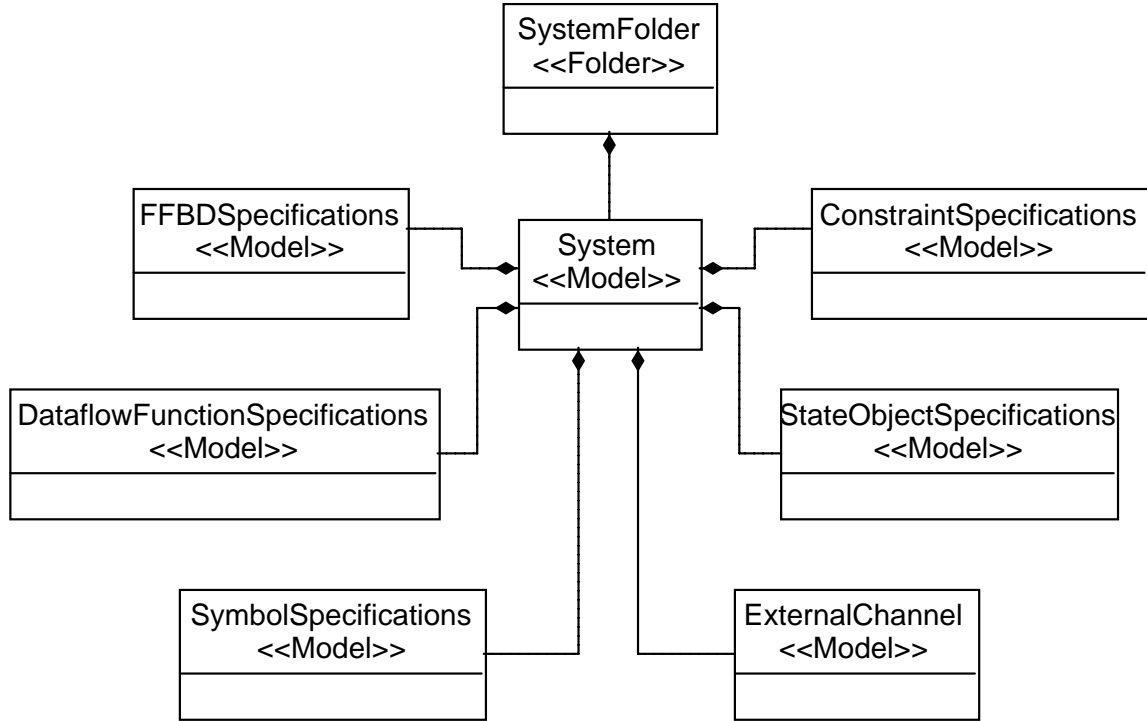 SystemFolder
<<Folder>>
FFBDSpecifications
<<Model>>
System
<<Model>>
ConstraintSpecifications
<<Model>>
DataflowFunctionSpecifications
<<Model>>
StateObjectSpecifications
<<Model>>
SymbolSpecifications
<<Model>>
ExternalChannel
<<Model>>